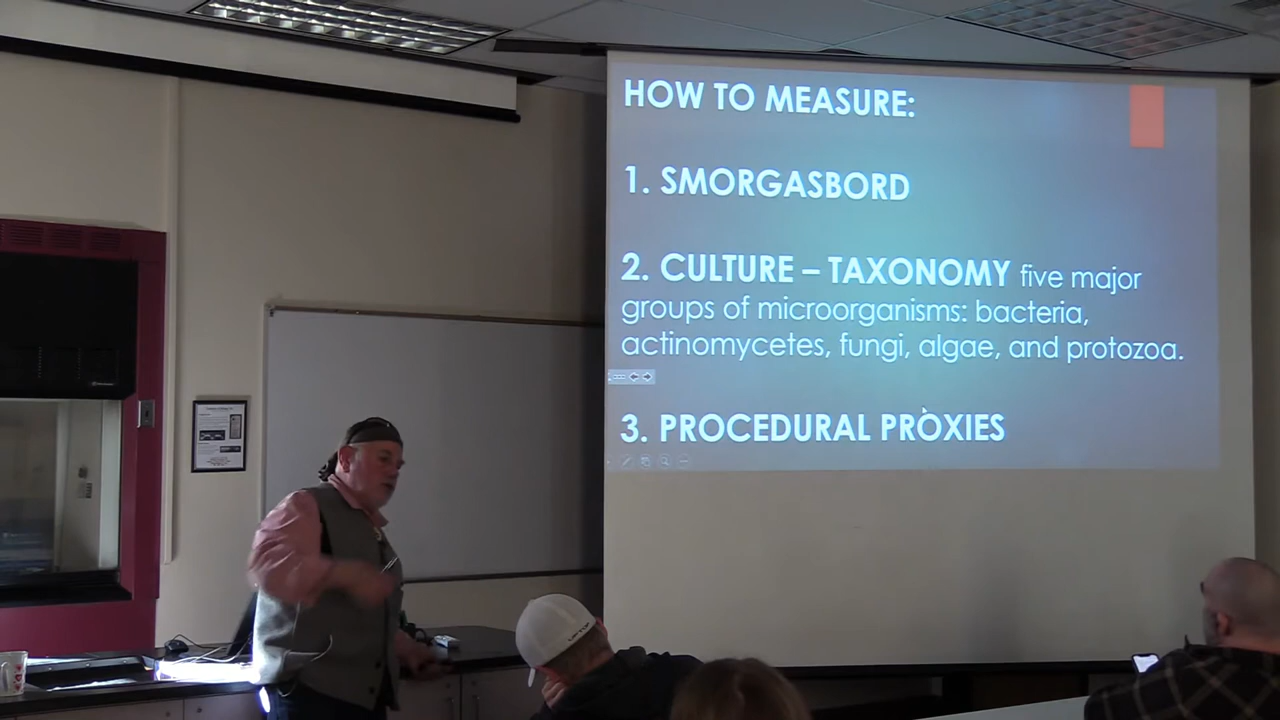 HOW TO MEASURE:
1. SMORGASBORD
2. CULTURE – TAXONOMY five major
groups of microorganisms: bacteria,
actinomycetes, fungi, algae, and protozoa.
3. PROCEDURAL PROXIES